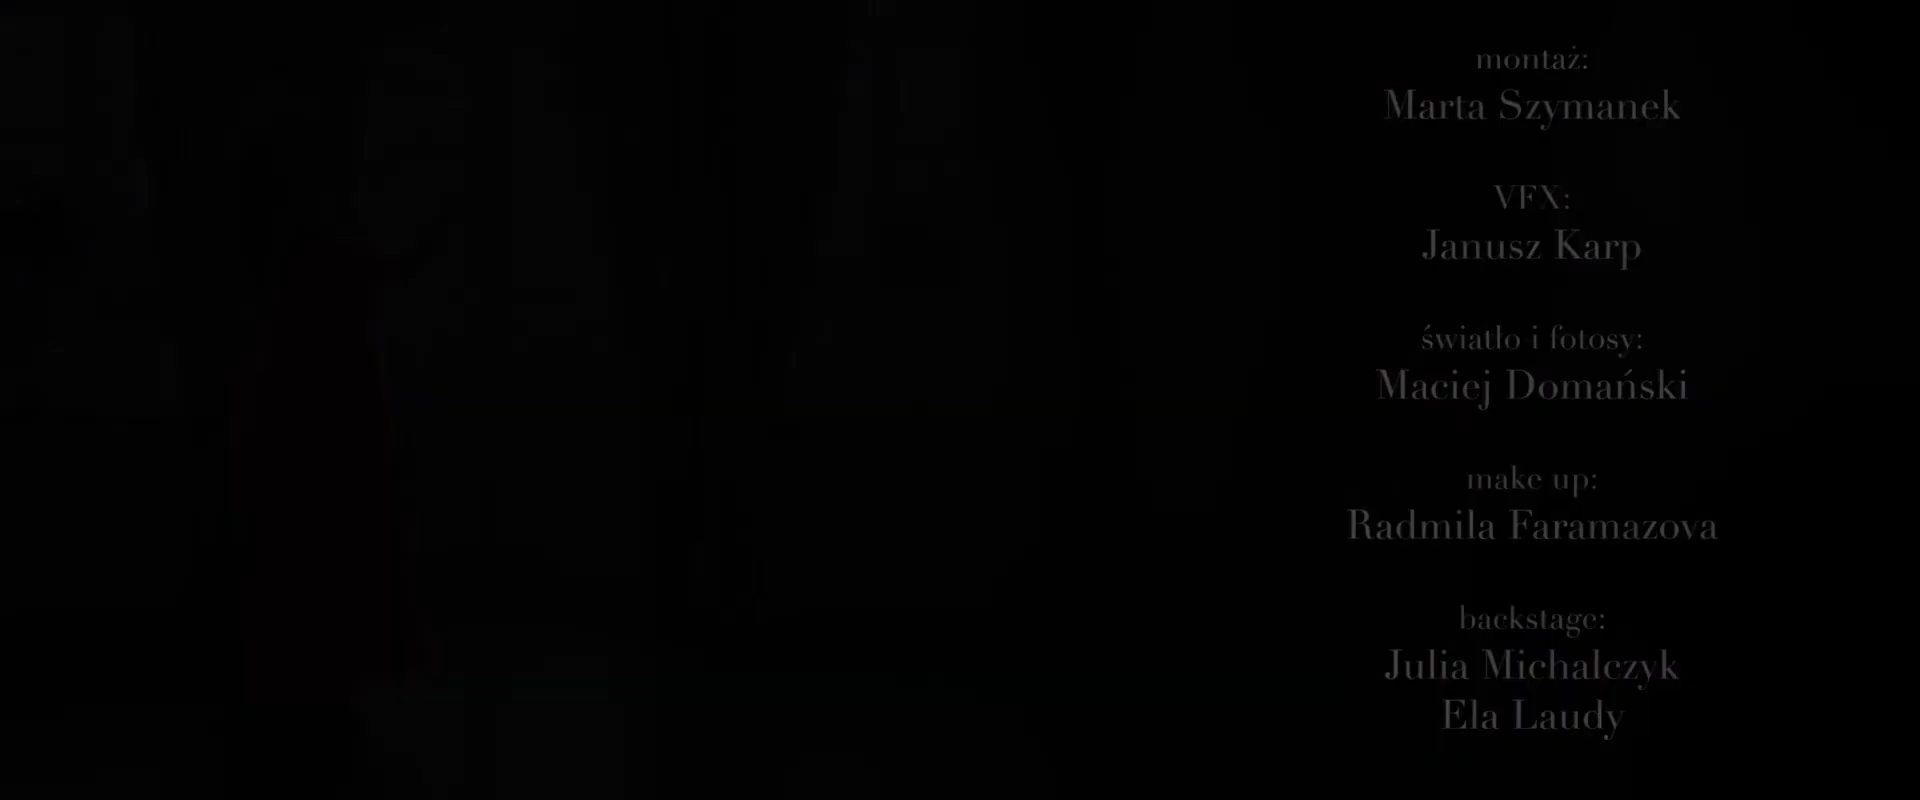 montaż:
Marta Szymanek
VFX:
Janusz Karp
światło i fotosy:
Maciej Domański
make up:
Radmila Faramazova
backstage:
Julia Michalczyk
Ela Laudy